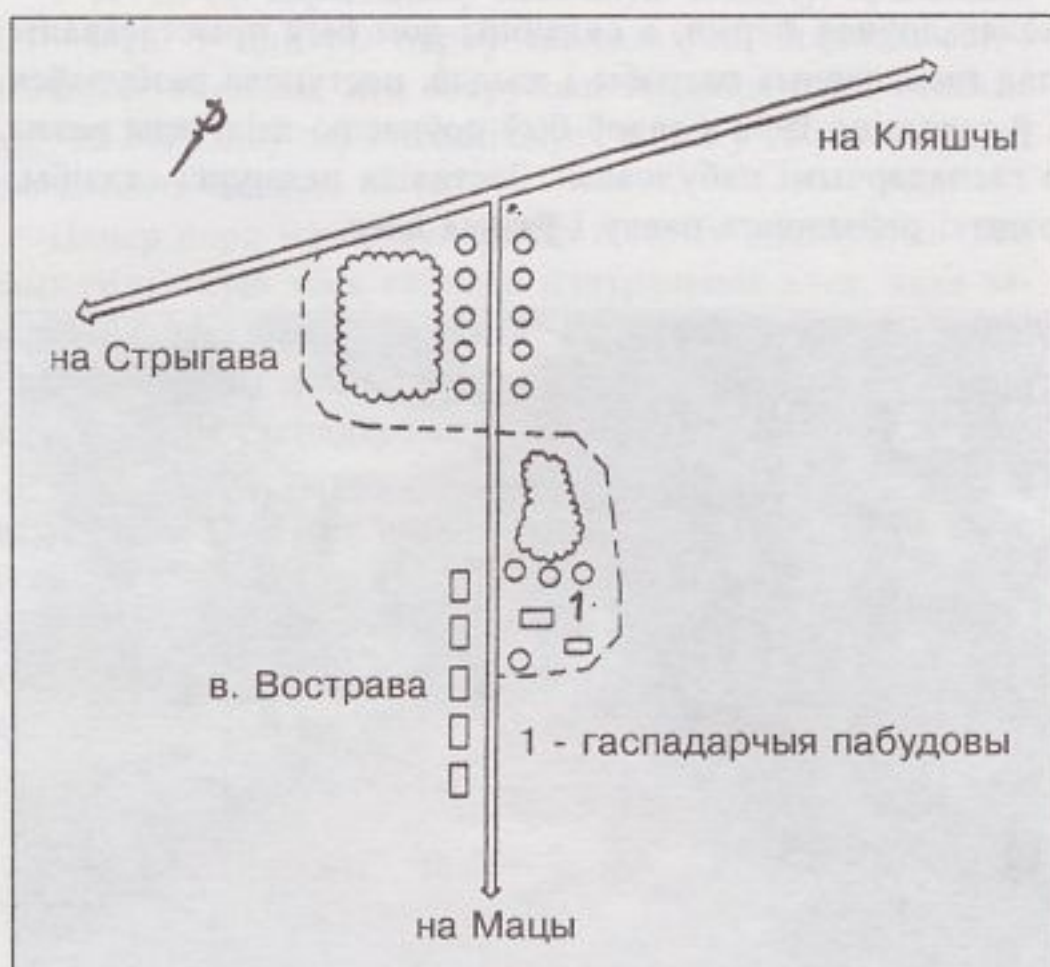 на Кляшчы
на Стрыгава
1
в. Вострава
1 - гаспадарчыя пабудовы
на Мацы